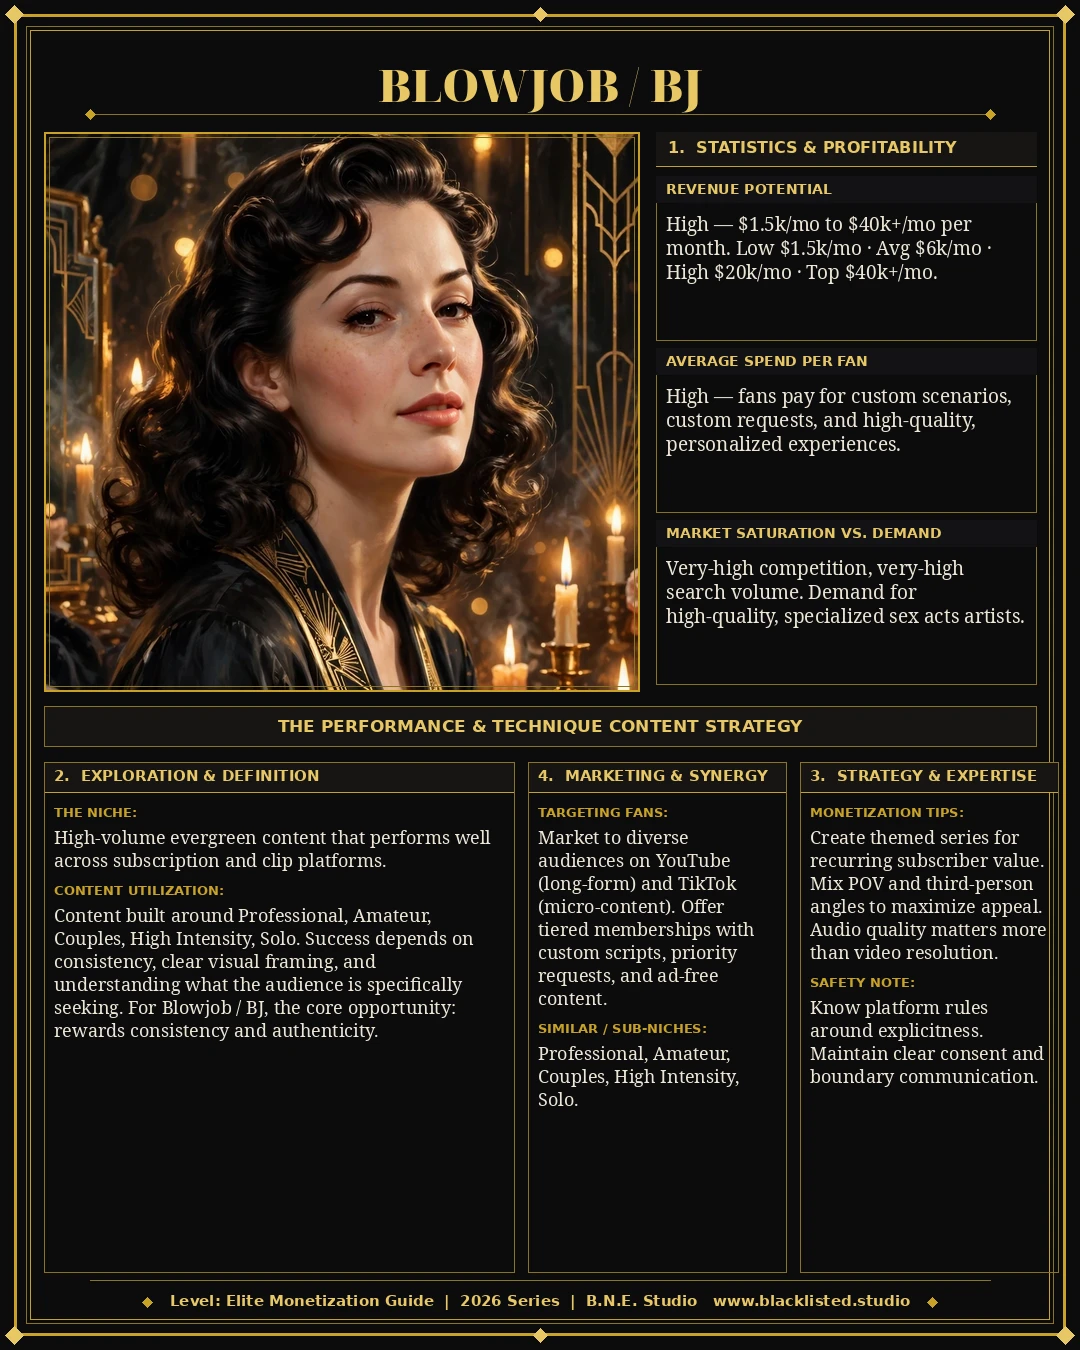 BLOWJOB / BJ
1. STATISTICS & PROFITABILITY
REVENUE POTENTIAL
High — $1.5k/mo to $40k+/mo per
month. Low $1.5k/mo · Avg $6k/mo ·
High $20k/mo · Top $40k+/mo.
AVERAGE SPEND PER FAN
High — fans pay for custom scenarios,
custom requests, and high-quality,
personalized experiences.
MARKET SATURATION VS. DEMAND
Very-high competition, very-high
search volume. Demand for
high-quality, specialized sex acts artists.
THE PERFORMANCE & TECHNIQUE CONTENT STRATEGY
2. EXPLORATION & DEFINITION
THE NICHE:
High-volume evergreen content that performs well
across subscription and clip platforms.
CONTENT UTILIZATION:
Content built around Professional, Amateur,
Couples, High Intensity, Solo. Success depends on
consistency, clear visual framing, and
understanding what the audience is specifically
seeking. For Blowjob / BJ, the core opportunity:
rewards consistency and authenticity.
4. MARKETING & SYNERGY
TARGETING FANS:
Market to diverse
audiences on YouTube
(long-form) and TikTok
(micro-content). Offer
tiered memberships with
custom scripts, priority
requests, and ad-free
content.
SIMILAR / SUB-NICHES:
Professional, Amateur,
Couples, High Intensity,
Solo.
3. STRATEGY & EXPERTISE
MONETIZATION TIPS:
Create themed series for
recurring subscriber value.
Mix POV and third-person
angles to maximize appeal.
Audio quality matters more
than video resolution.
SAFETY NOTE:
Know platform rules
around explicitness.
Maintain clear consent and
boundary communication.
Level: Elite Monetization Guide | 2026 Series | B.N.E. Studio www.blacklisted.studio